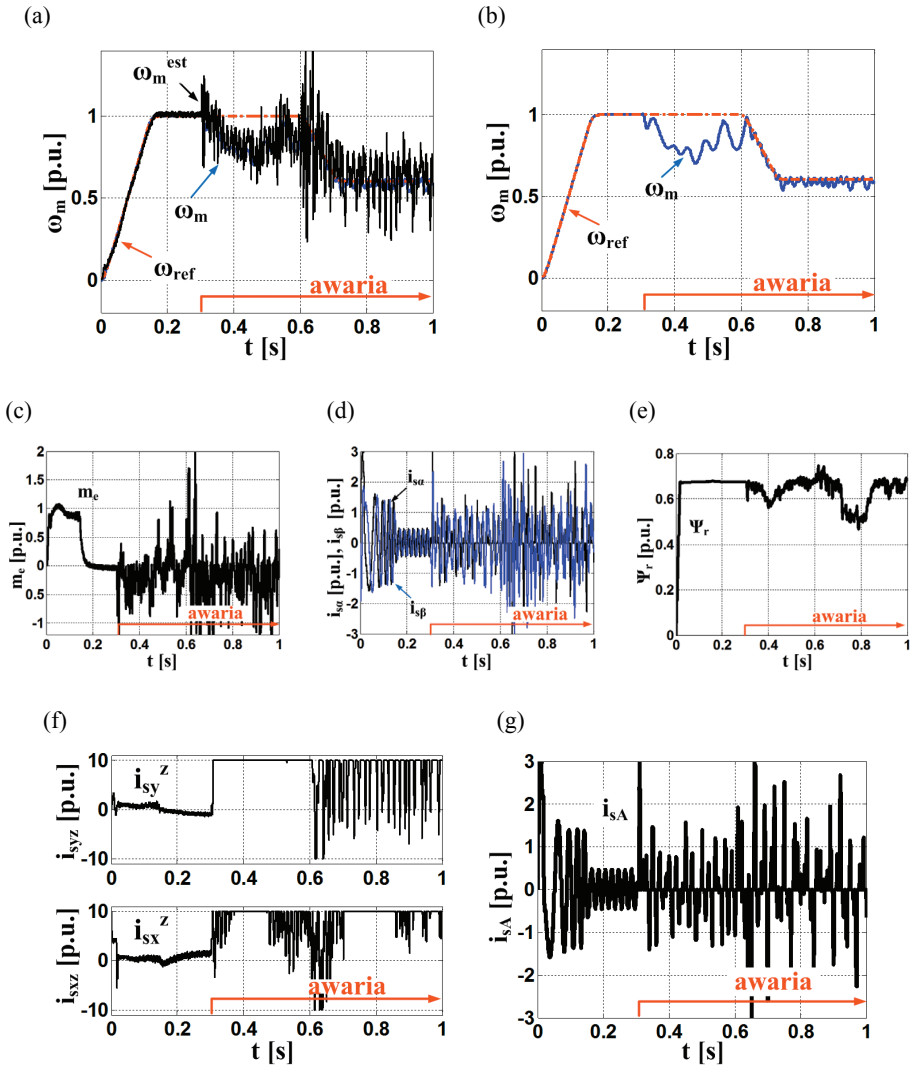 (a)
ω_m [p.u.]
1
0.5
0
ω_m^est
ω_m
ω_ref
awaria
0 0.2 0.4 0.6 0.8 1
t [s]
(b)
ω_m [p.u.]
1
0.5
0
ω_m
ω_ref
awaria
0 0.2 0.4 0.6 0.8 1
t [s]
(c)
m_e [p.u.]
2
1.5
1
0.5
0
0.5
-1
m_e
awaria
0 0.2 0.4 0.6 0.8 1
t [s]
(d)
i_sα [p.u.], i_sβ [p.u.]
3
2
1
0
-1
-2
-3
i_sα
i_sβ
awaria
0 0.2 0.4 0.6 0.8 1
t [s]
(e)
Ψ_r [p.u.]
0.8
0.6
0.4
0.2
0
Ψ_r
awaria
0 0.2 0.4 0.6 0.8 1
t [s]
(f)
i_syz [p.u.]
10
0
10
i_sy^z
0 0.2 0.4 0.6 0.8 1
i_sxz [p.u.]
10
0
-10
i_sx^z
awaria
0 0.2 0.4 0.6 0.8 1
t [s]
(g)
i_sA [p.u.]
3
2
1
0
-1
-2
-3
i_sA
awaria
0 0.2 0.4 0.6 0.8 1
t [s]